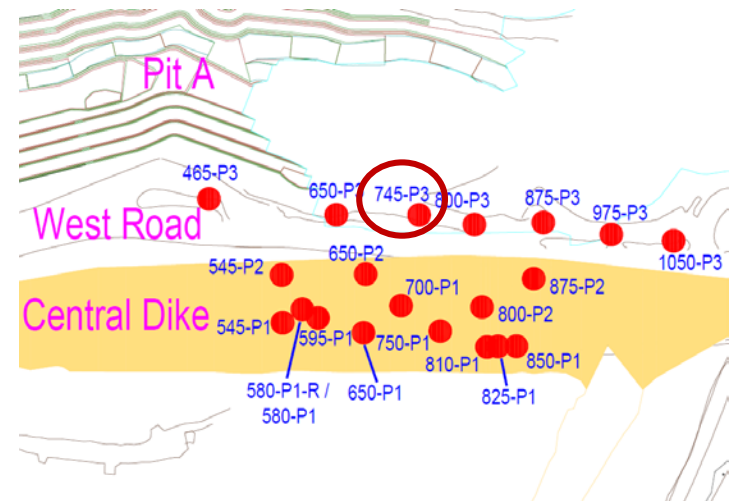 Pit A
465-P3
650-P3
745-P3
800-P3
875-P3
975-P3
1050-P3
West Road
545-P2
650-P2
700-P1
875-P2
800-P2
Central Dike
545-P1
595-P1
750-P1
810-P1
850-P1
580-P1-R /
580-P1
650-P1
825-P1